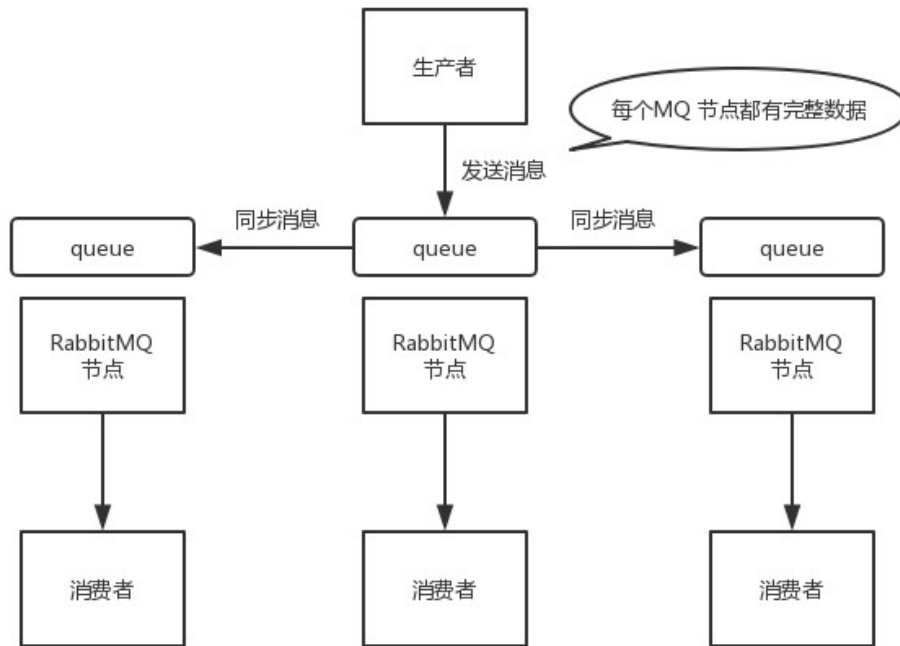 生产者
每个MQ 节点都有完整数据
发送消息
同步消息
同步消息
queue
queue
queue
RabbitMQ
节点
RabbitMQ
节点
RabbitMQ
节点
消费者
消费者
消费者